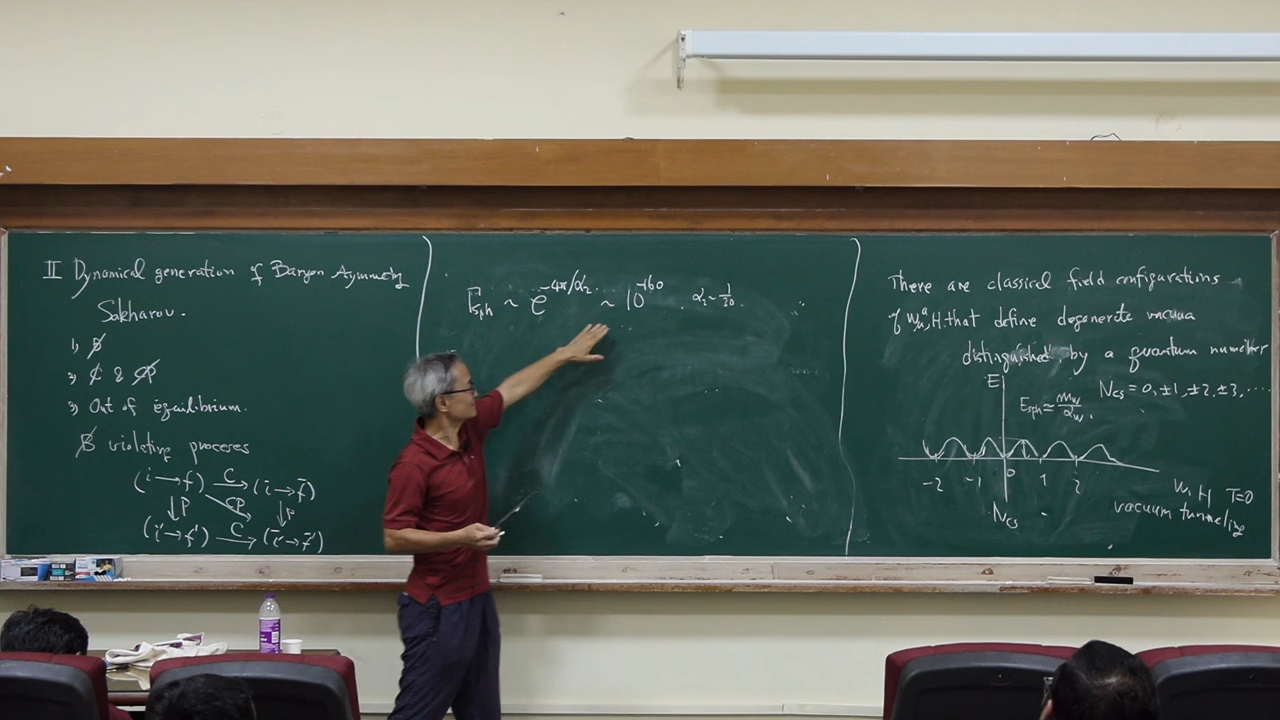 II Dynamical generation of Baryon Asymmetry
Sakharov.
1) B̸
2) C̸ & C̸P̸
3) Out of equilibrium.
B̸ violating processes
(i→f) C→ (ī→f̄)
↓P CP ↓P
(i'→f') C→ (ī'→f̄')
Γsph ~ e^(-4π/α₂) ~ 10^-160 . α₂ ~ 1/30 .
There are classical field configurations
of Wμ^a, H that define degenerate vacua
distinguished by a quantum number
E
Ncs = 0, ±1, ±2, ±3, ...
Esph ≃ mw/αw .
-2 -1 0 1 2
Ncs
W, H T=0
vacuum tunneling